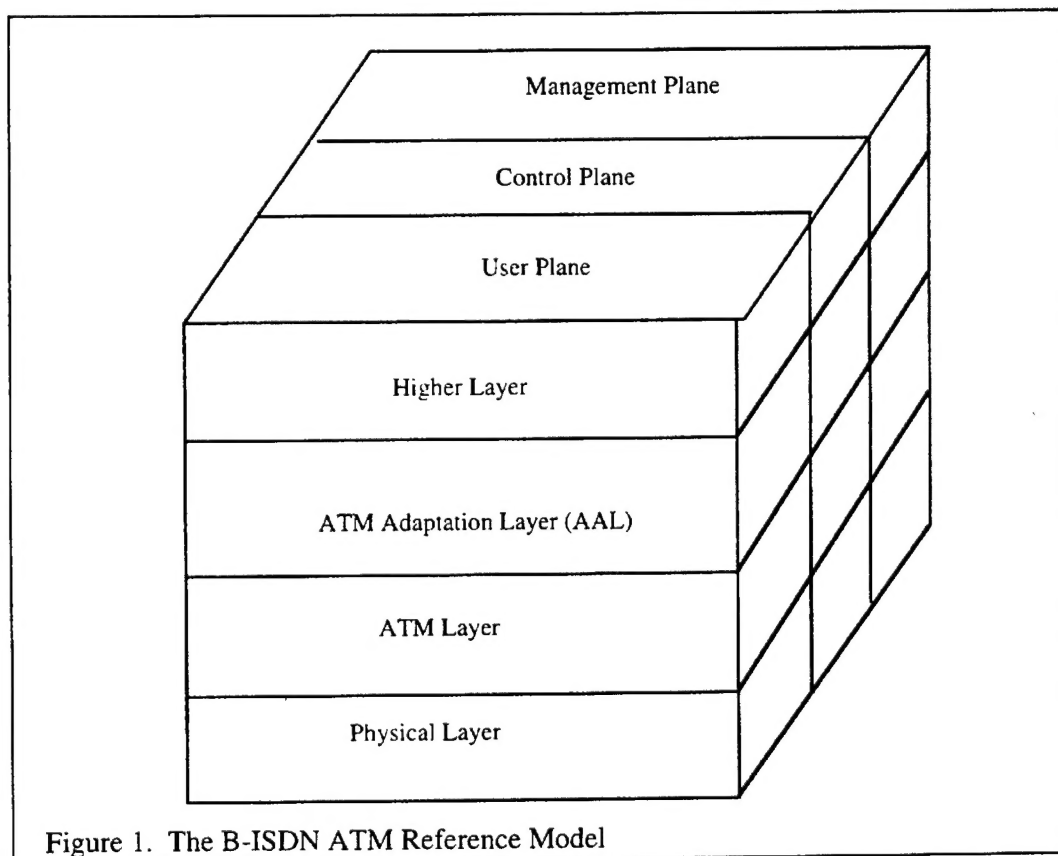 Management Plane
Control Plane
User Plane
Higher Layer
ATM Adaptation Layer (AAL)
ATM Layer
Physical Layer
Figure 1. The B-ISDN ATM Reference Model